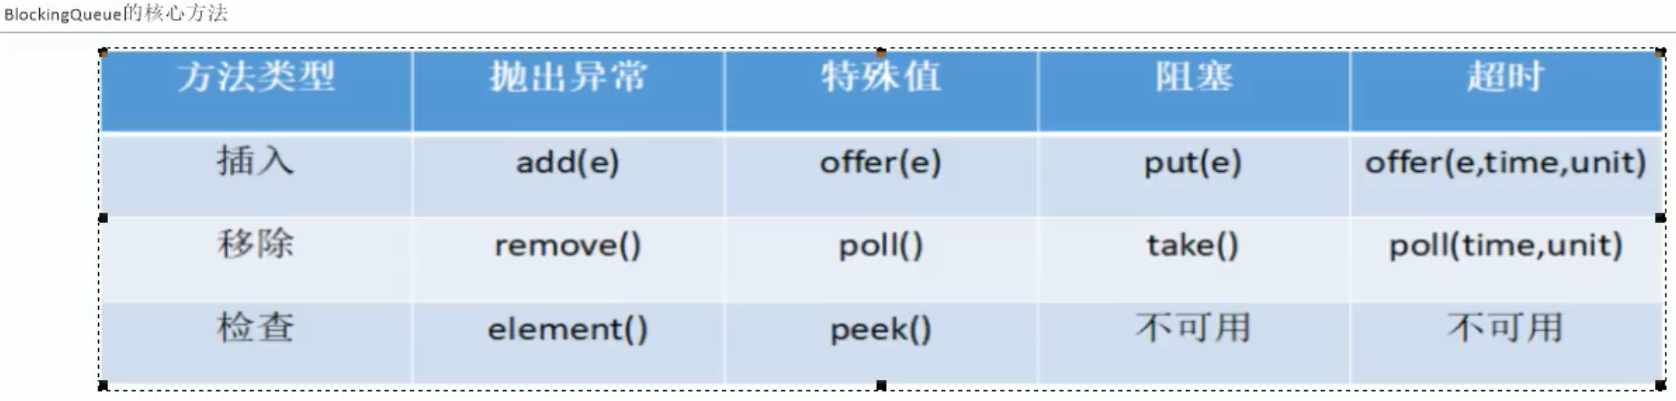 BlockingQueue的核心方法
方法类型 抛出异常 特殊值 阻塞 超时
插入 add(e) offer(e) put(e) offer(e,time,unit)
移除 remove() poll() take() poll(time,unit)
检查 element() peek() 不可用 不可用